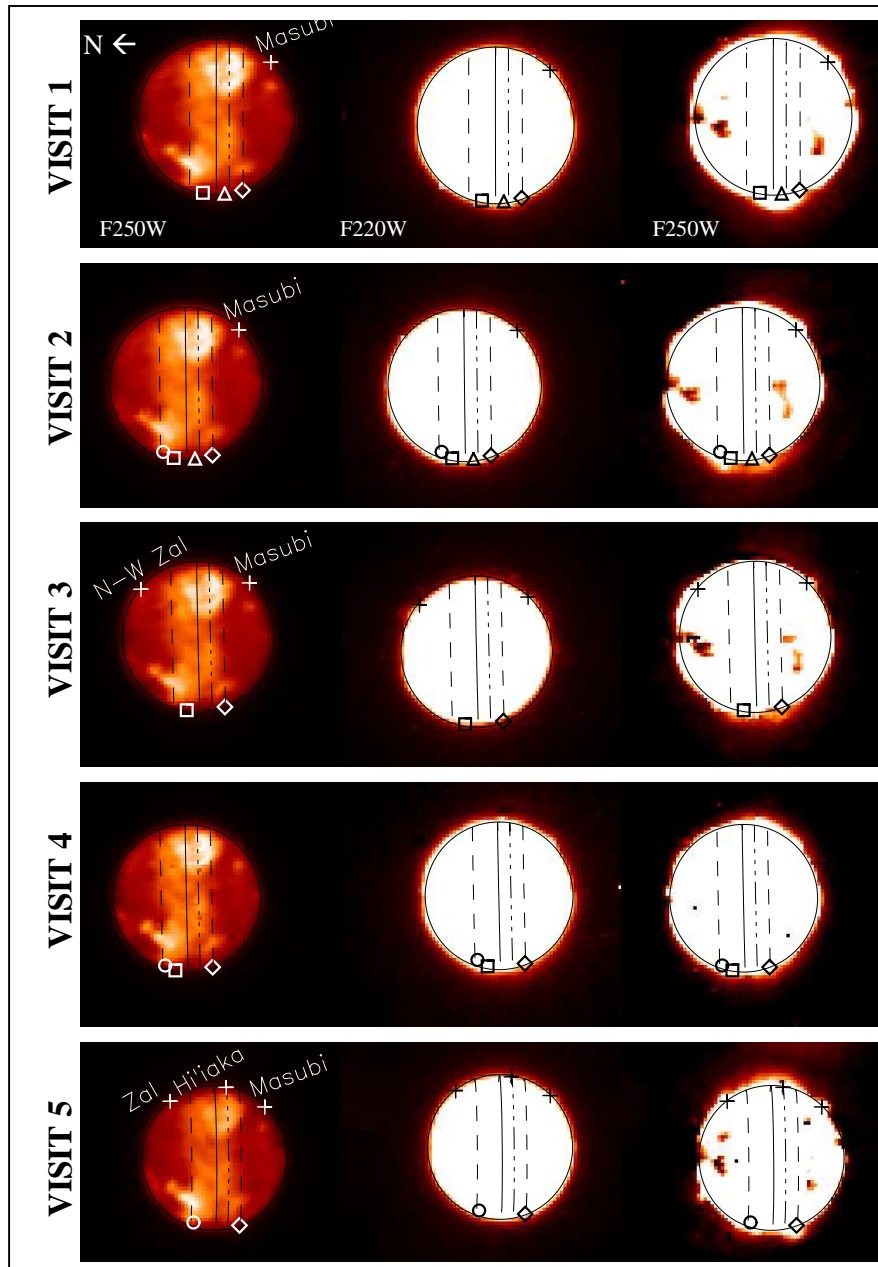 VISIT 1
N ←
Masubi
F250W
F220W
F250W
VISIT 2
Masubi
VISIT 3
N-W Zal
Masubi
VISIT 4
VISIT 5
Zal
Hi'iaka
Masubi